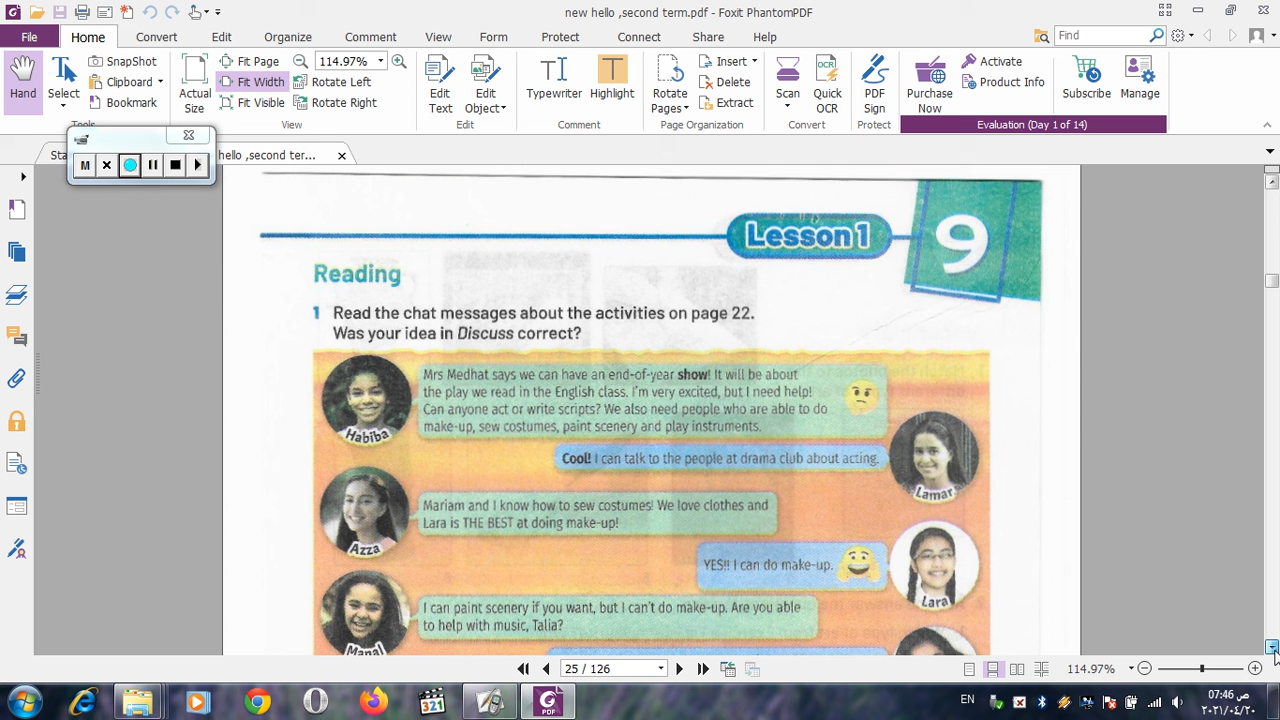 new hello ,second term.pdf - Foxit PhantomPDF
File Home Convert Edit Organize Comment View Form Protect Connect Share Help Find
Hand
Select
SnapShot
Clipboard
Bookmark
Tools
Actual Size
Fit Page
Fit Width
Fit Visible
114.97%
Rotate Left
Rotate Right
View
Edit Text
Edit Object
Edit
Typewriter
Highlight
Comment
Rotate Pages
Insert
Delete
Extract
Page Organization
Scan
Quick OCR
Convert
PDF Sign
Protect
Purchase Now
Activate
Product Info
Subscribe
Manage
Evaluation (Day 1 of 14)
M
Sta
hello ,second ter...
Lesson 1
9
Reading
1 Read the chat messages about the activities on page 22.
Was your idea in Discuss correct?
Mrs Medhat says we can have an end-of-year show! It will be about
the play we read in the English class. I'm very excited, but I need help!
Can anyone act or write scripts? We also need people who are able to do
make-up, sew costumes, paint scenery and play instruments.
Habiba
Cool! I can talk to the people at drama club about acting.
Lamar
Mariam and I know how to sew costumes! We love clothes and
Lara is THE BEST at doing make-up!
Azza
YES!! I can do make-up.
Lara
I can paint scenery if you want, but I can't do make-up. Are you able
to help with music, Talia?
Manal
25 / 126
114.97%
321
PDF
EN
07:46 ص
٢٠٢١/٠٤/٢٠